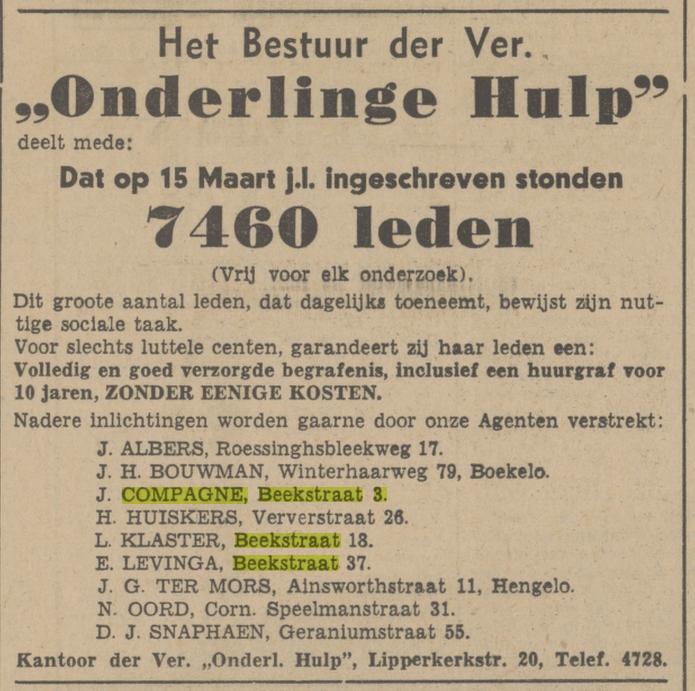 Het Bestuur der Ver.
„Onderlinge Hulp”
deelt mede:
Dat op 15 Maart j.l. ingeschreven stonden
7460 leden
(Vrij voor elk onderzoek).
Dit groote aantal leden, dat dagelijks toeneemt, bewijst zijn nut-
tige sociale taak.
Voor slechts luttele centen, garandeert zij haar leden een:
Volledig en goed verzorgde begrafenis, inclusief een huurgraf voor
10 jaren, ZONDER EENIGE KOSTEN.
Nadere inlichtingen worden gaarne door onze Agenten verstrekt:
J. ALBERS, Roessinghsbleekweg 17.
J. H. BOUWMAN, Winterhaarweg 79, Boekelo.
J. COMPAGNE, Beekstraat 3.
H. HUISKERS, Ververstraat 26.
L. KLASTER, Beekstraat 18.
E. LEVINGA, Beekstraat 37.
J. G. TER MORS, Ainsworthstraat 11, Hengelo.
N. OORD, Corn. Speelmanstraat 31.
D. J. SNAPHAEN, Geraniumstraat 55.
Kantoor der Ver. „Onderl. Hulp”, Lipperkerkstr. 20, Telef. 4728.